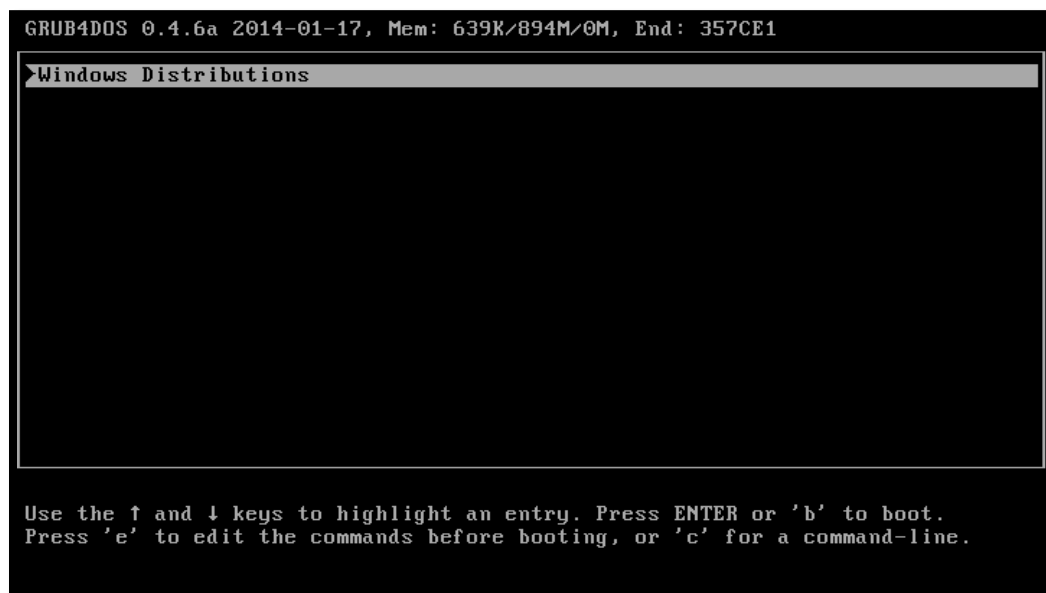 GRUB4DOS 0.4.6a 2014-01-17, Mem: 639K/894M/0M, End: 357CE1
Windows Distributions
Use the ↑ and ↓ keys to highlight an entry. Press ENTER or 'b' to boot.
Press 'e' to edit the commands before booting, or 'c' for a command-line.